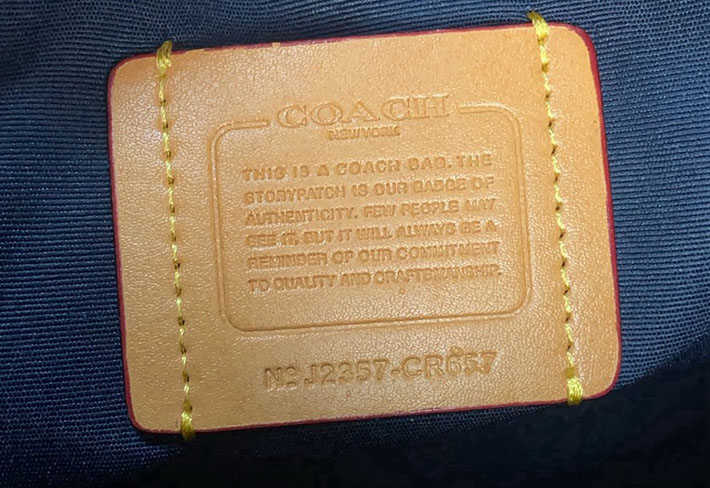 COACH
NEW YORK
THIS IS A COACH BAG. THE
STORYPATCH IS OUR BADGE OF
AUTHENTICITY. FEW PEOPLE MAY
SEE IT, BUT IT WILL ALWAYS BE A
REMINDER OF OUR COMMITMENT
TO QUALITY AND CRAFTSMANSHIP.
No J2357-CR657